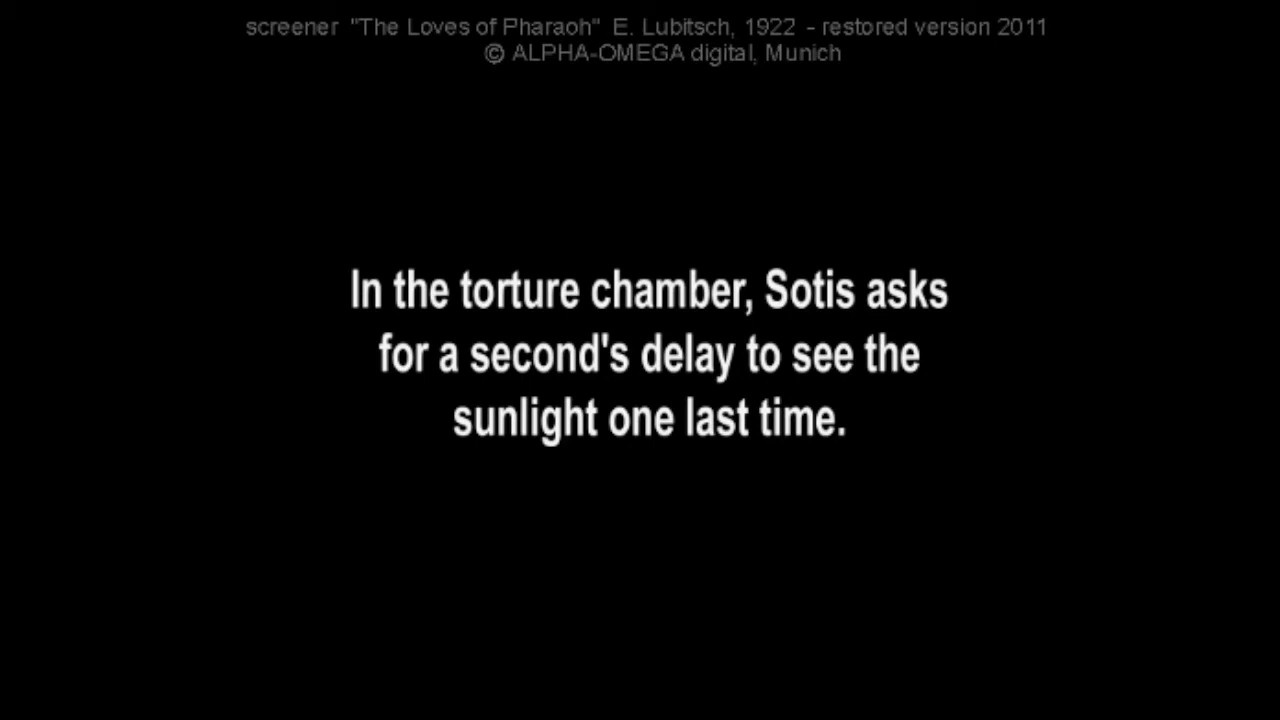 screener "The Loves of Pharaoh" E. Lubitsch, 1922 - restored version 2011
© ALPHA-OMEGA digital, Munich
In the torture chamber, Sotis asks
for a second's delay to see the
sunlight one last time.